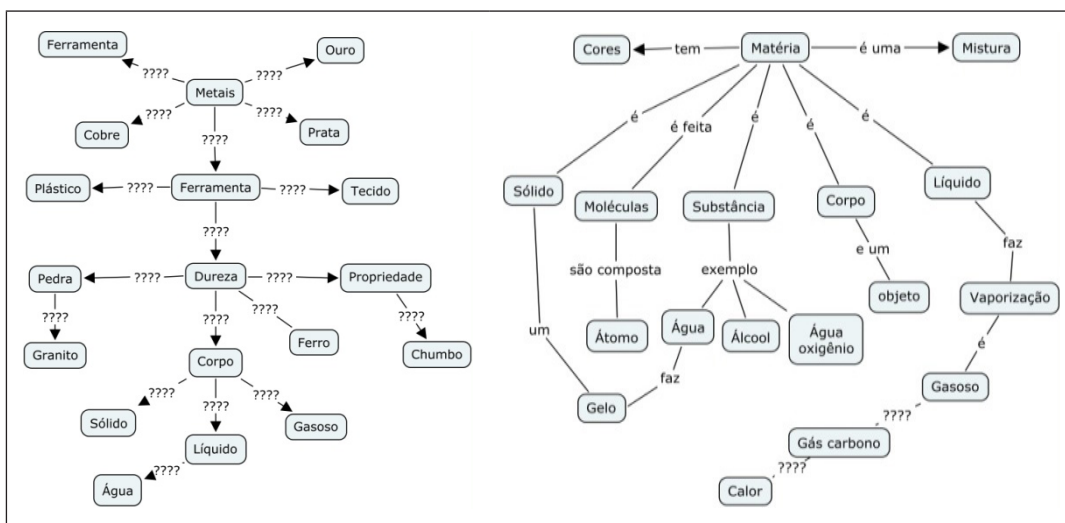 Ferramenta
Ouro
????
????
Metais
????
????
Cobre
Prata
????
Plástico
????
Ferramenta
????
Tecido
????
Pedra
????
Dureza
????
Propriedade
????
????
????
????
Granito
Ferro
Chumbo
Corpo
????
????
????
Sólido
Gasoso
Líquido
????
Água
Cores
tem
Matéria
é uma
Mistura
é
é feita
é
é
é
Sólido
Moléculas
Substância
Corpo
Líquido
são composta
exemplo
e um
faz
objeto
Vaporização
um
Átomo
Água
Álcool
Água
oxigênio
é
faz
Gelo
Gasoso
????
Gás carbono
????
Calor